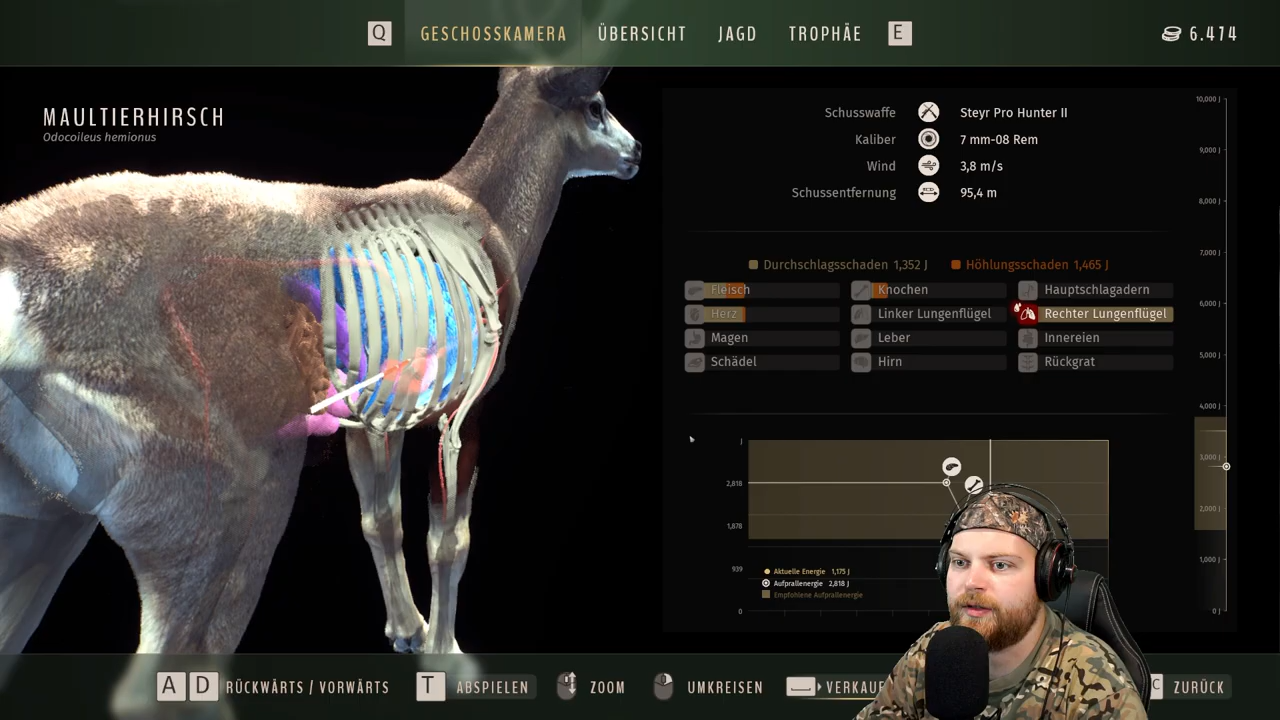 Q GESCHOSSKAMERA ÜBERSICHT JAGD TROPHÄE E 6.474
MAULTIERHIRSCH
Odocoileus hemionus
Schusswaffe Steyr Pro Hunter II
Kaliber 7 mm-08 Rem
Wind 3,8 m/s
Schussentfernung 95,4 m
Durchschlagsschaden 1,352 J Höhlungsschaden 1,465 J
Fleisch Knochen Hauptschlagadern
Herz Linker Lungenflügel Rechter Lungenflügel
Magen Leber Innereien
Schädel Hirn Rückgrat
10,000 J
9,000 J
8,000 J
7,000 J
6,000 J
5,000 J
4,000 J
3,000 J
2,000 J
1,000 J
0 J
J
2,818
1,878
939
0
Aktuelle Energie 1,175 J
Aufprallenergie 2,818 J
Empfohlene Aufprallenergie
A D RÜCKWÄRTS / VORWÄRTS T ABSPIELEN ZOOM UMKREISEN VERKAUF C ZURÜCK